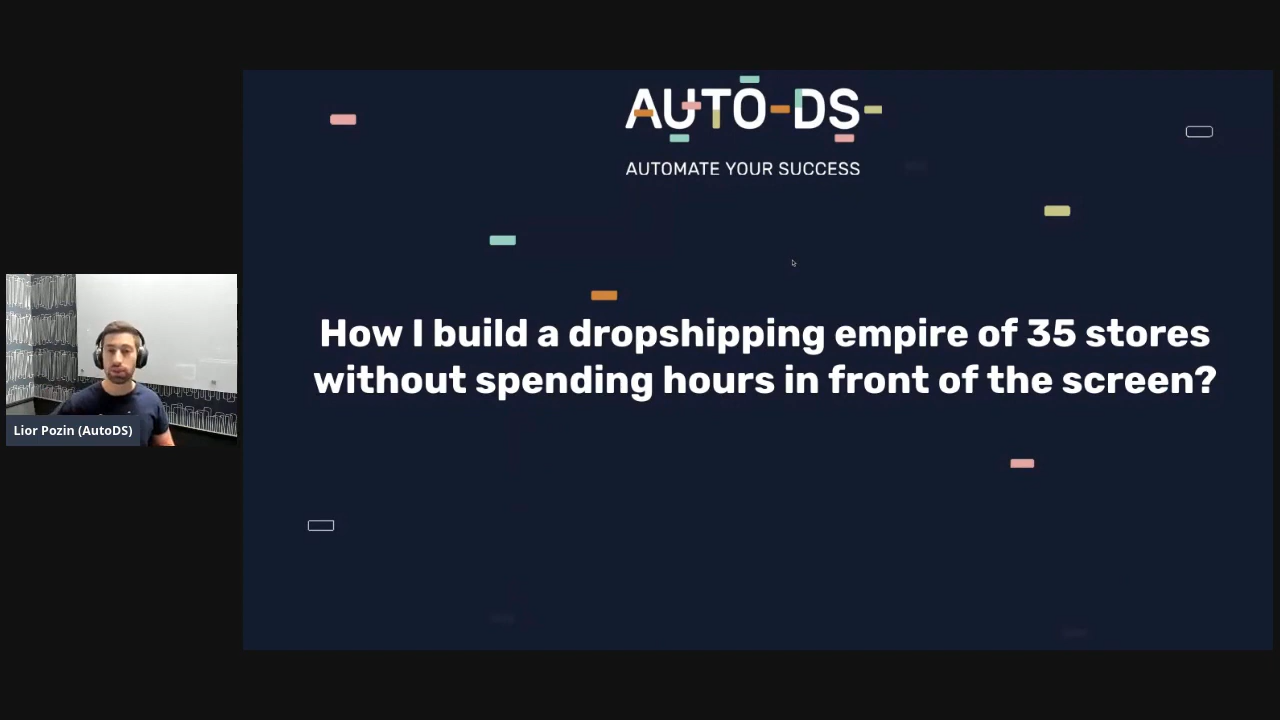 AUTO-DS-
AUTOMATE YOUR SUCCESS
How I build a dropshipping empire of 35 stores
without spending hours in front of the screen?
Lior Pozin (AutoDS)